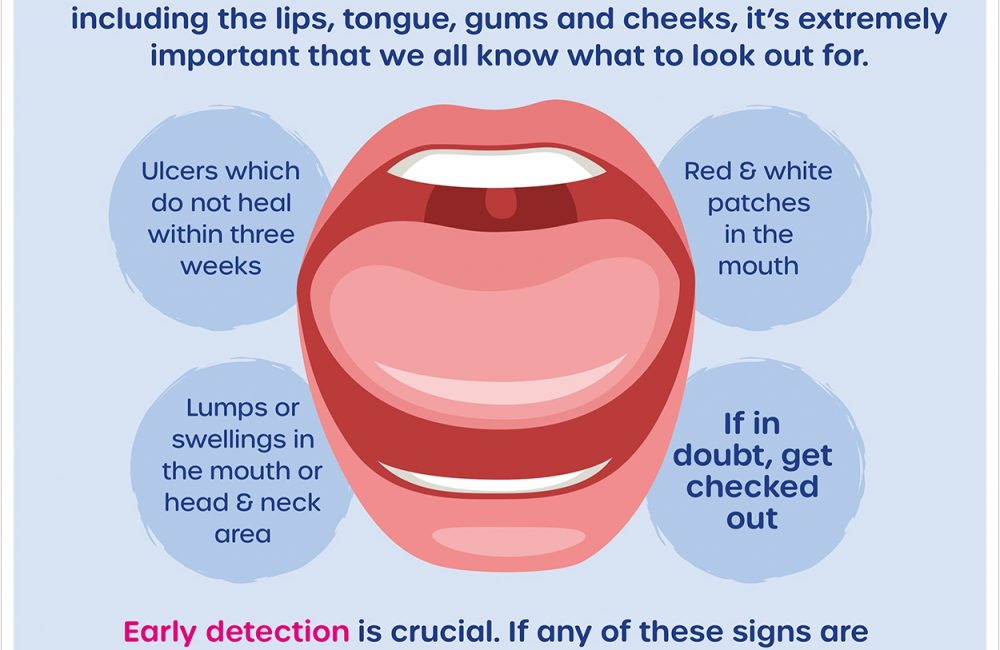 including the lips, tongue, gums and cheeks, it's extremely
important that we all know what to look out for.
Ulcers which
do not heal
within three
weeks
Red & white
patches
in the
mouth
Lumps or
swellings in
the mouth or
head & neck
area
If in
doubt, get
checked
out
Early detection is crucial. If any of these signs are